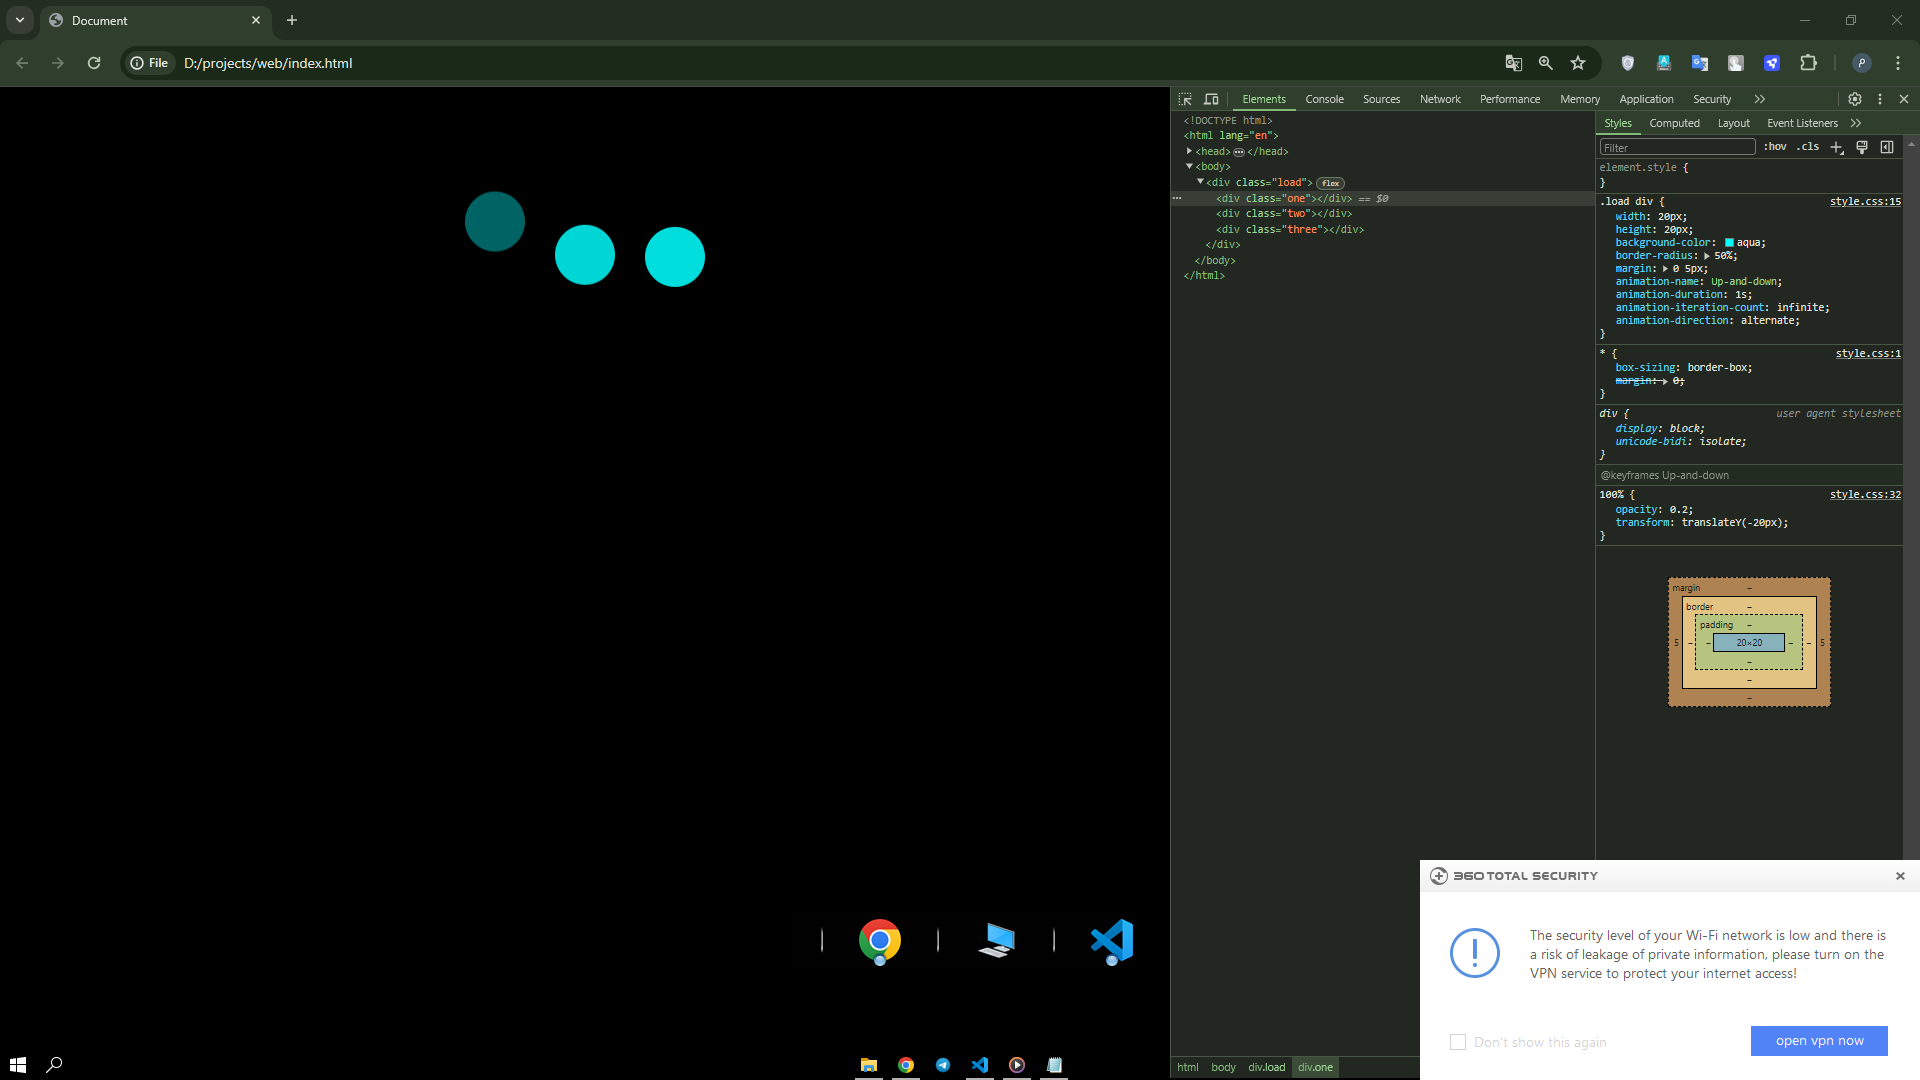 Document
File
D:/projects/web/index.html
Elements
Console
Sources
Network
Performance
Memory
Application
Security
<!DOCTYPE html>
<html lang="en">
<head> ••• </head>
<body>
<div class="load"> flex
<div class="one"></div> == $0
<div class="two"></div>
<div class="three"></div>
</div>
</body>
</html>
Styles
Computed
Layout
Event Listeners
Filter
:hov
.cls
element.style {
}
.load div {
style.css:15
width: 20px;
height: 20px;
background-color: aqua;
border-radius: 50%;
margin: 0 5px;
animation-name: Up-and-down;
animation-duration: 1s;
animation-iteration-count: infinite;
animation-direction: alternate;
}
* {
style.css:1
box-sizing: border-box;
margin: 0;
}
div {
user agent stylesheet
display: block;
unicode-bidi: isolate;
}
@keyframes Up-and-down
100% {
style.css:32
opacity: 0.2;
transform: translateY(-20px);
}
margin –
border –
padding –
5 – – 20×20 – – 5
–
–
–
360 TOTAL SECURITY
The security level of your Wi-Fi network is low and there is
a risk of leakage of private information, please turn on the
VPN service to protect your internet access!
Don't show this again
open vpn now
html
body
div.load
div.one